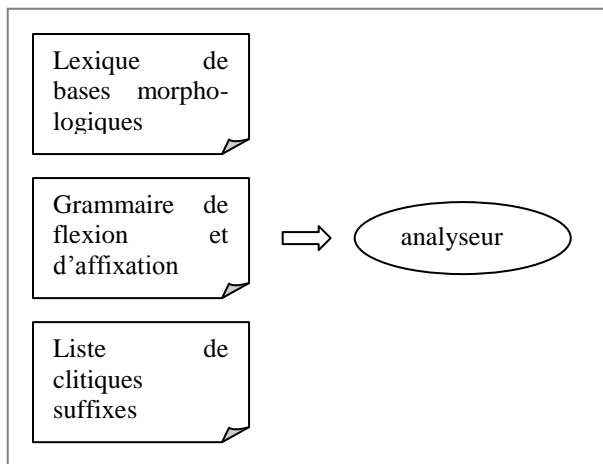 Lexique de
bases morpho-
logiques
Grammaire de
flexion et
d'affixation
analyseur
Liste de
clitiques
suffixes